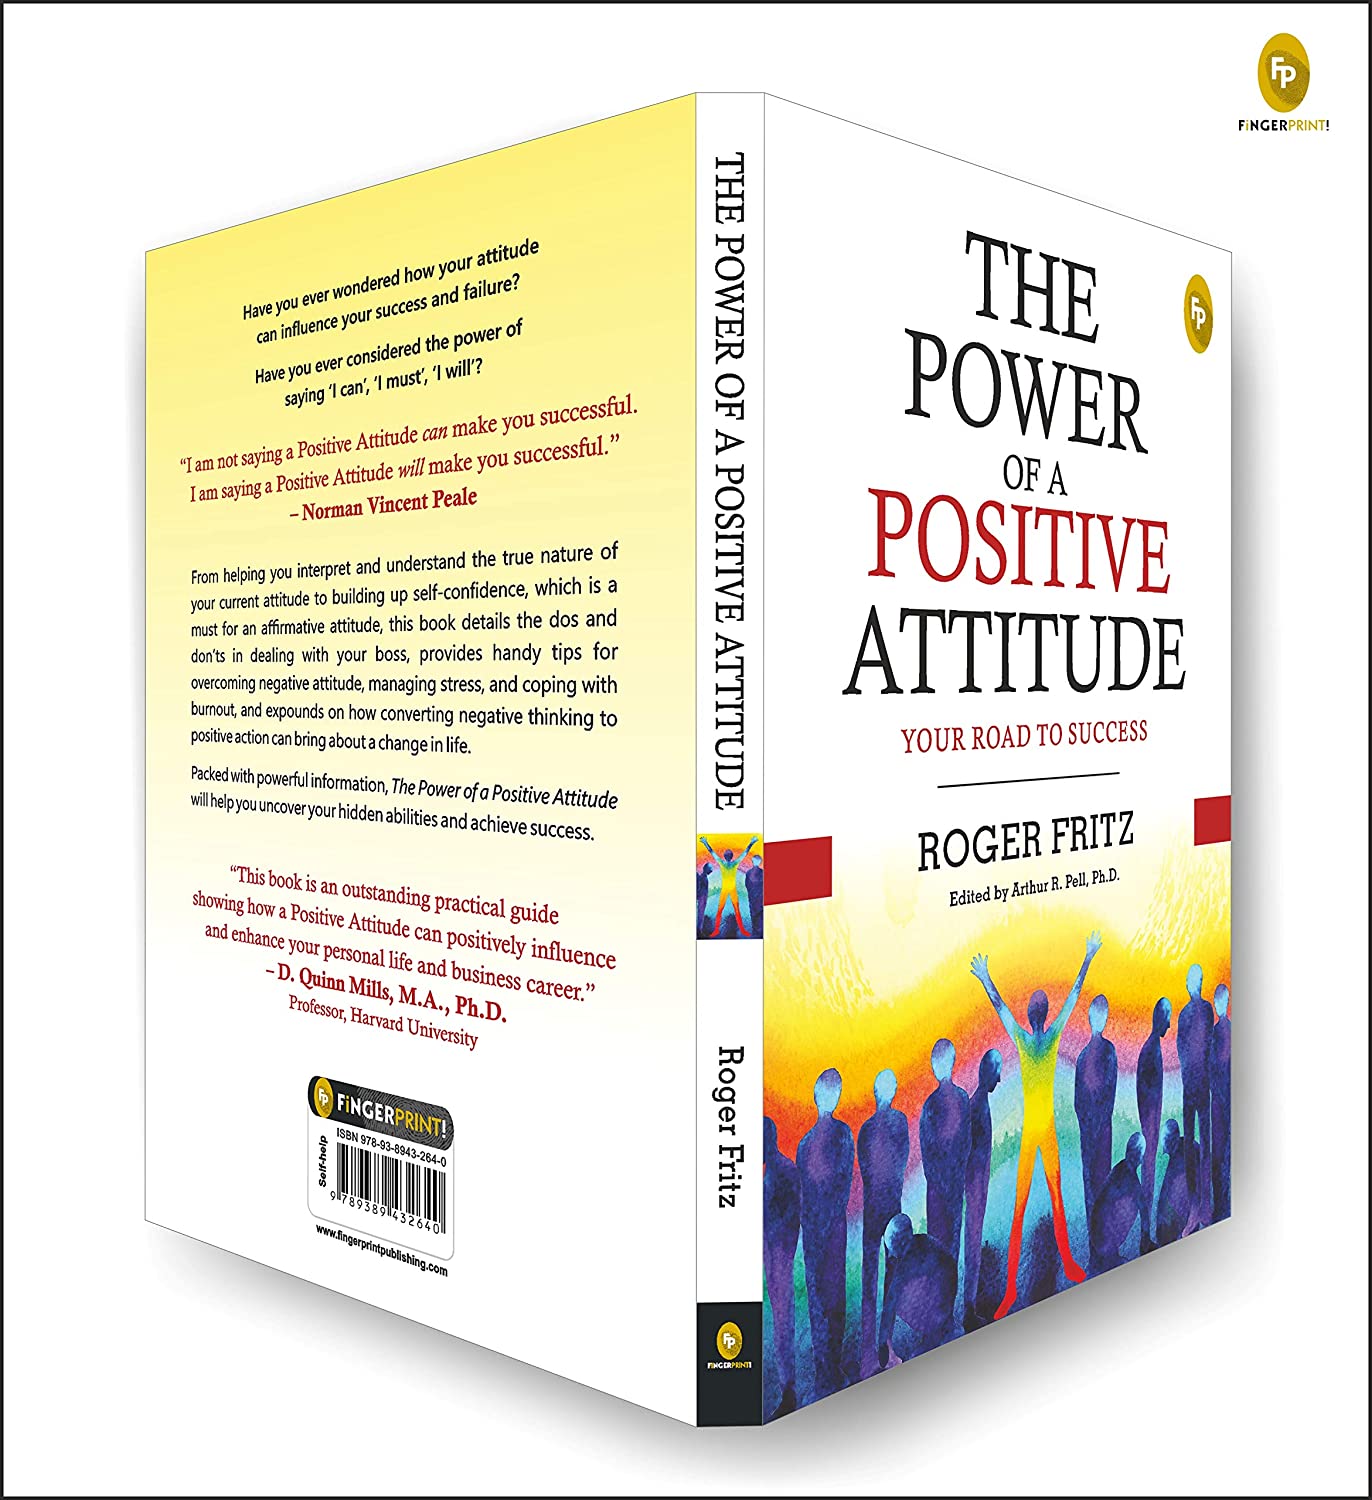 FP
FiNGERPRINT!
Have you ever wondered how your attitude
can influence your success and failure?
Have you ever considered the power of
saying ‘I can’, ‘I must’, ‘I will’?
“I am not saying a Positive Attitude can make you successful.
I am saying a Positive Attitude will make you successful.”
– Norman Vincent Peale
From helping you interpret and understand the true nature of
your current attitude to building up self-confidence, which is a
must for an affirmative attitude, this book details the dos and
don’ts in dealing with your boss, provides handy tips for
overcoming negative attitude, managing stress, and coping with
burnout, and expounds on how converting negative thinking to
positive action can bring about a change in life.
Packed with powerful information, The Power of a Positive Attitude
will help you uncover your hidden abilities and achieve success.
“This book is an outstanding practical guide
showing how a Positive Attitude can positively influence
and enhance your personal life and business career.”
– D. Quinn Mills, M.A., Ph.D.
Professor, Harvard University
FP FiNGERPRINT!
ISBN 978-93-8943-264-0
Self-help
9 789389 432640
www.fingerprintpublishing.com
THE POWER OF A POSITIVE ATTITUDE
Roger Fritz
FP
FiNGERPRINT!
FP
THE
POWER
OF A
POSITIVE
ATTITUDE
YOUR ROAD TO SUCCESS
ROGER FRITZ
Edited by Arthur R. Pell, Ph.D.